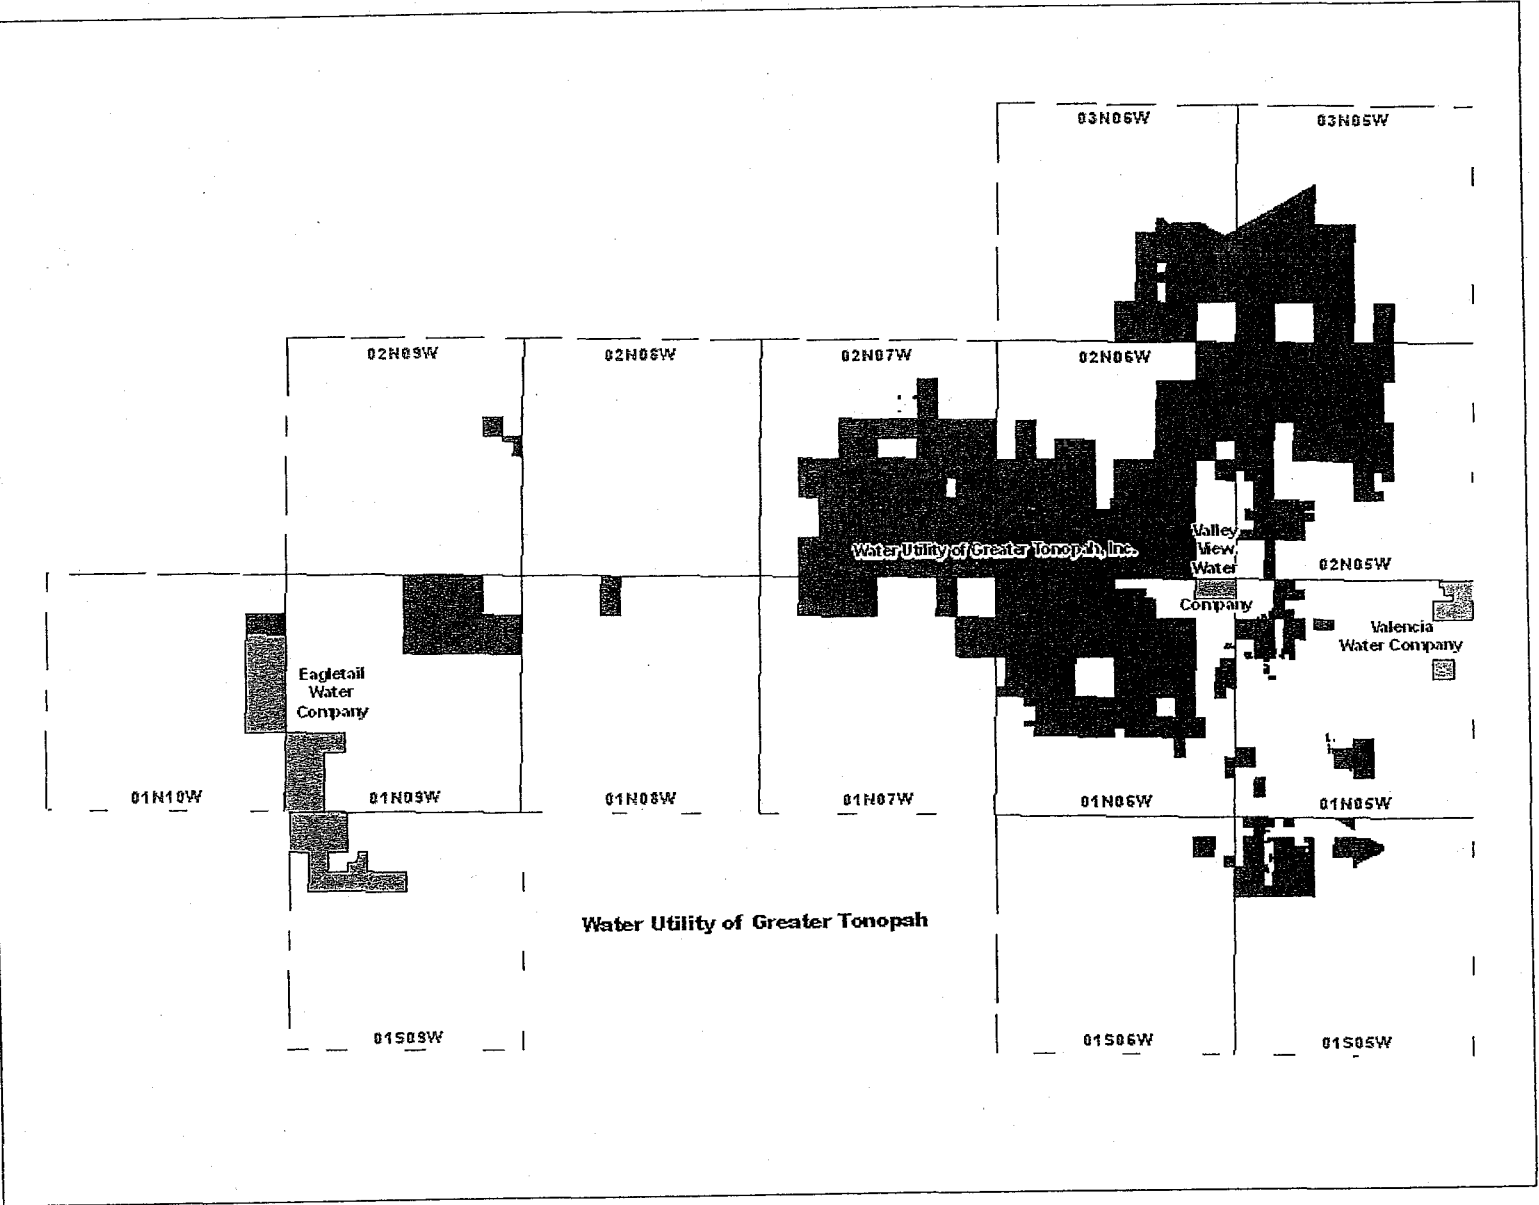 03N06W
03N05W
02N09W
02N08W
02N07W
02N06W
Water Utility of Greater Tonopah, Inc.
Valley
View
Water
Company
02N05W
Valencia
Water Company
Eagletail
Water
Company
01N10W
01N09W
01N08W
01N07W
01N06W
01N05W
Water Utility of Greater Tonopah
01S09W
01S06W
01S05W